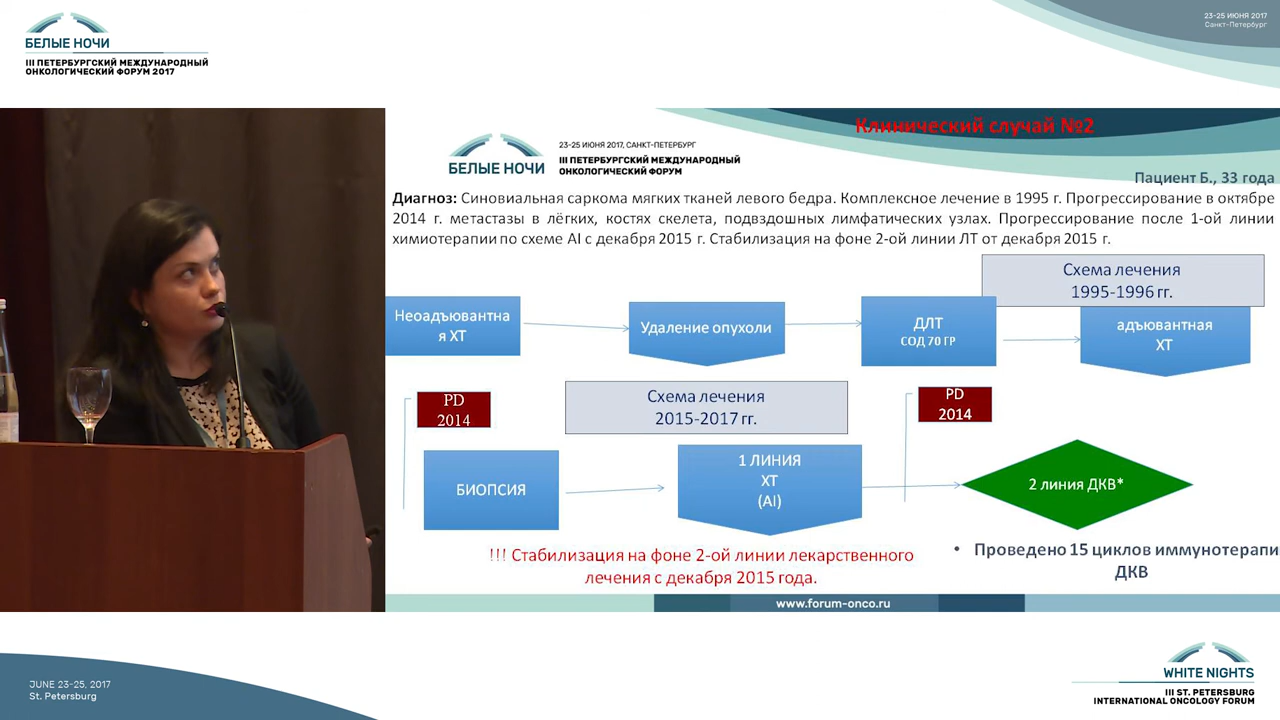 БЕЛЫЕ НОЧИ
III ПЕТЕРБУРГСКИЙ МЕЖДУНАРОДНЫЙ
ОНКОЛОГИЧЕСКИЙ ФОРУМ 2017
23-25 ИЮНЯ 2017
Санкт-Петербург
Клинический случай №2
БЕЛЫЕ НОЧИ
23-25 ИЮНЯ 2017, САНКТ-ПЕТЕРБУРГ
III ПЕТЕРБУРГСКИЙ МЕЖДУНАРОДНЫЙ
ОНКОЛОГИЧЕСКИЙ ФОРУМ
Пациент Б., 33 года
Диагноз: Синовиальная саркома мягких тканей левого бедра. Комплексное лечение в 1995 г. Прогрессирование в октябре
2014 г. метастазы в лёгких, костях скелета, подвздошных лимфатических узлах. Прогрессирование после 1-ой линии
химиотерапии по схеме AI с декабря 2015 г. Стабилизация на фоне 2-ой линии ЛТ от декабря 2015 г.
Схема лечения
1995-1996 гг.
Неоадъювантна
я ХТ
Удаление опухоли
ДЛТ
СОД 70 ГР
адъювантная
ХТ
PD
2014
Схема лечения
2015-2017 гг.
PD
2014
БИОПСИЯ
1 ЛИНИЯ
ХТ
(AI)
2 линия ДКВ*
!!! Стабилизация на фоне 2-ой линии лекарственного
лечения с декабря 2015 года.
• Проведено 15 циклов иммунотерапи
ДКВ
www.forum-onco.ru
JUNE 23-25, 2017
St. Petersburg
WHITE NIGHTS
III ST. PETERSBURG
INTERNATIONAL ONCOLOGY FORUM